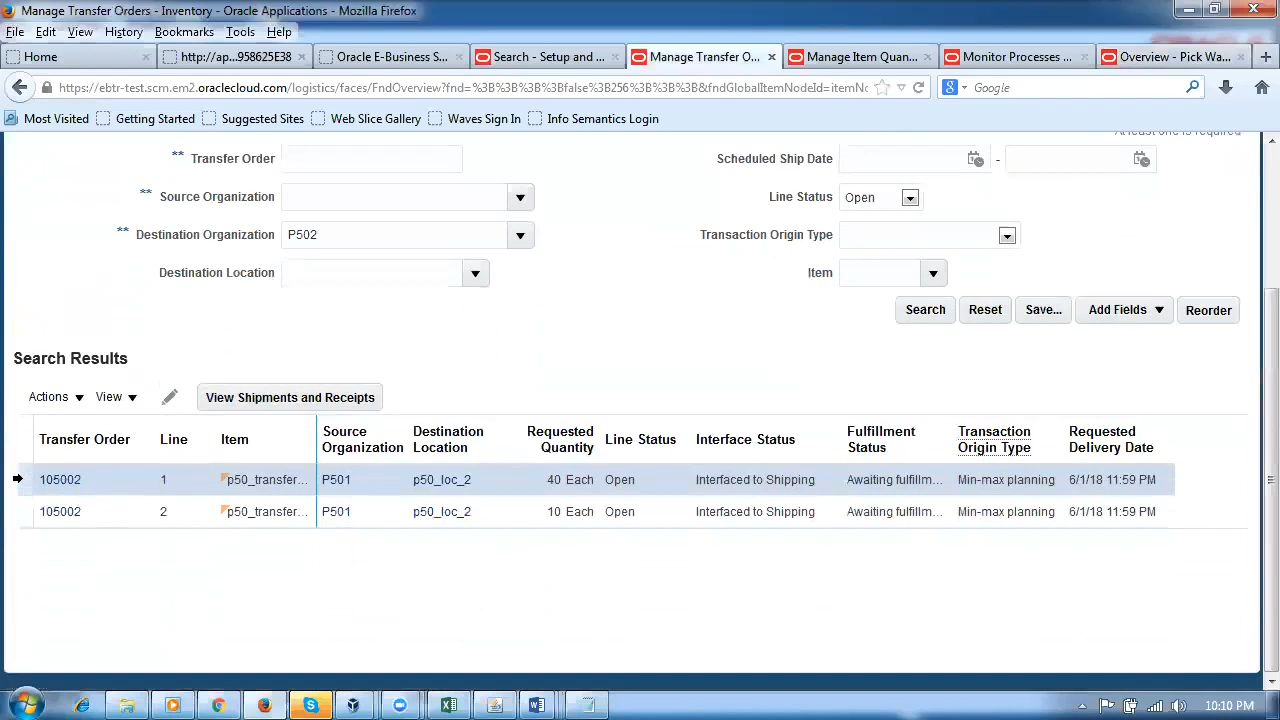 Manage Transfer Orders - Inventory - Oracle Applications - Mozilla Firefox
File Edit View History Bookmarks Tools Help
Home http://ap...958625E38 Oracle E-Business S... Search - Setup and ... Manage Transfer O... Manage Item Quan... Monitor Processes ... Overview - Pick Wa...
https://ebtr-test.scm.em2.oraclecloud.com/logistics/faces/FndOverview?fnd=%3B%3B%3B%3Bfalse%3B256%3B%3B%3B&fndGlobalItemNodeId=itemNo Google
Most Visited Getting Started Suggested Sites Web Slice Gallery Waves Sign In Info Semantics Location
At least one is required
** Transfer Order Scheduled Ship Date -
** Source Organization Line Status Open
** Destination Organization P502 Transaction Origin Type
Destination Location Item
Search Reset Save... Add Fields Reorder
Search Results
Actions View View Shipments and Receipts
Transfer Order Line Item Source Organization Destination Location Requested Quantity Line Status Interface Status Fulfillment Status Transaction Origin Type Requested Delivery Date
105002 1 p50_transfer... P501 p50_loc_2 40 Each Open Interfaced to Shipping Awaiting fulfillm... Min-max planning 6/1/18 11:59 PM
105002 2 p50_transfer... P501 p50_loc_2 10 Each Open Interfaced to Shipping Awaiting fulfillm... Min-max planning 6/1/18 11:59 PM
10:10 PM